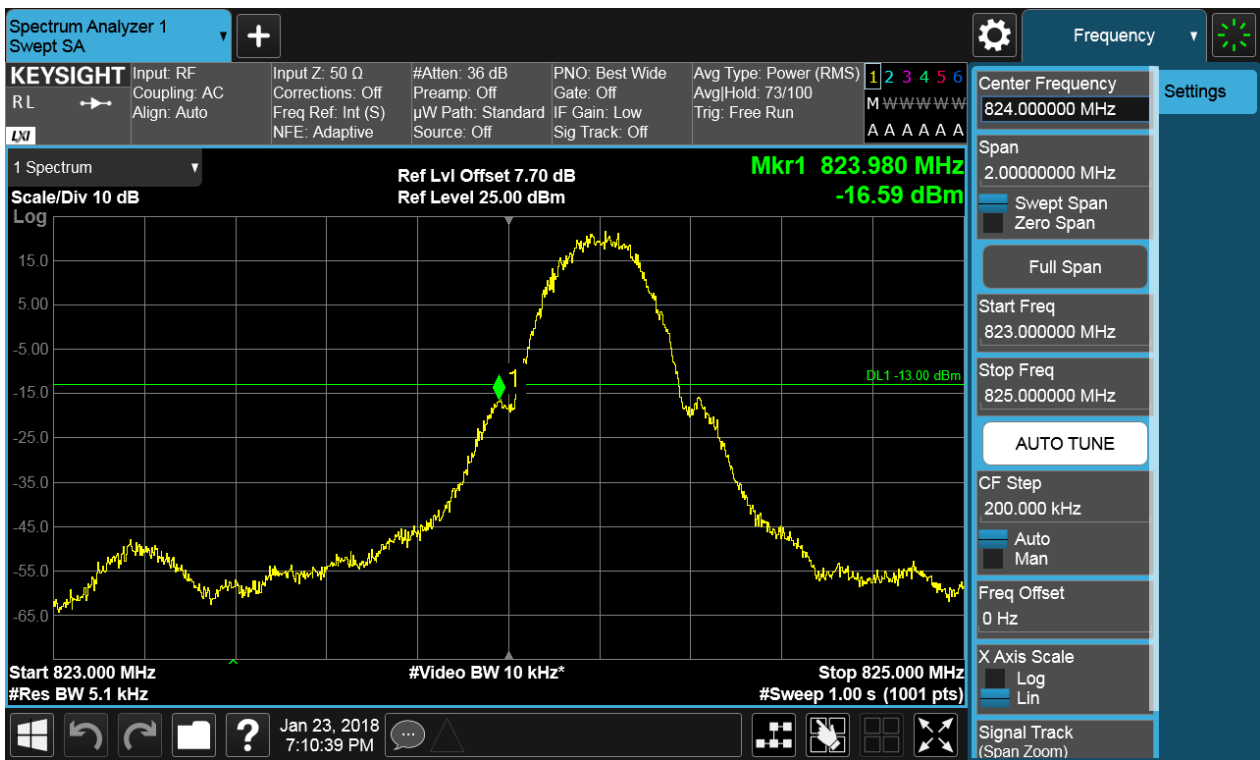 Spectrum Analyzer 1
Swept SA
Frequency
KEYSIGHT
R L
LXI
Input: RF
Coupling: AC
Align: Auto
Input Z: 50 Ω
Corrections: Off
Freq Ref: Int (S)
NFE: Adaptive
#Atten: 36 dB
Preamp: Off
µW Path: Standard
Source: Off
PNO: Best Wide
Gate: Off
IF Gain: Low
Sig Track: Off
Avg Type: Power (RMS)
Avg|Hold: 73/100
Trig: Free Run
1 2 3 4 5 6
M W W W W W
A A A A A A
1 Spectrum
Scale/Div 10 dB
Ref Lvl Offset 7.70 dB
Ref Level 25.00 dBm
Mkr1 823.980 MHz
-16.59 dBm
Log
15.0
5.00
-5.00
-15.0
-25.0
-35.0
-45.0
-55.0
-65.0
1
DL1 -13.00 dBm
Start 823.000 MHz
#Res BW 5.1 kHz
#Video BW 10 kHz*
Stop 825.000 MHz
#Sweep 1.00 s (1001 pts)
Center Frequency
824.000000 MHz
Span
2.00000000 MHz
Swept Span
Zero Span
Full Span
Start Freq
823.000000 MHz
Stop Freq
825.000000 MHz
AUTO TUNE
CF Step
200.000 kHz
Auto
Man
Freq Offset
0 Hz
X Axis Scale
Log
Lin
Signal Track
(Span Zoom)
Settings
?
Jan 23, 2018
7:10:39 PM